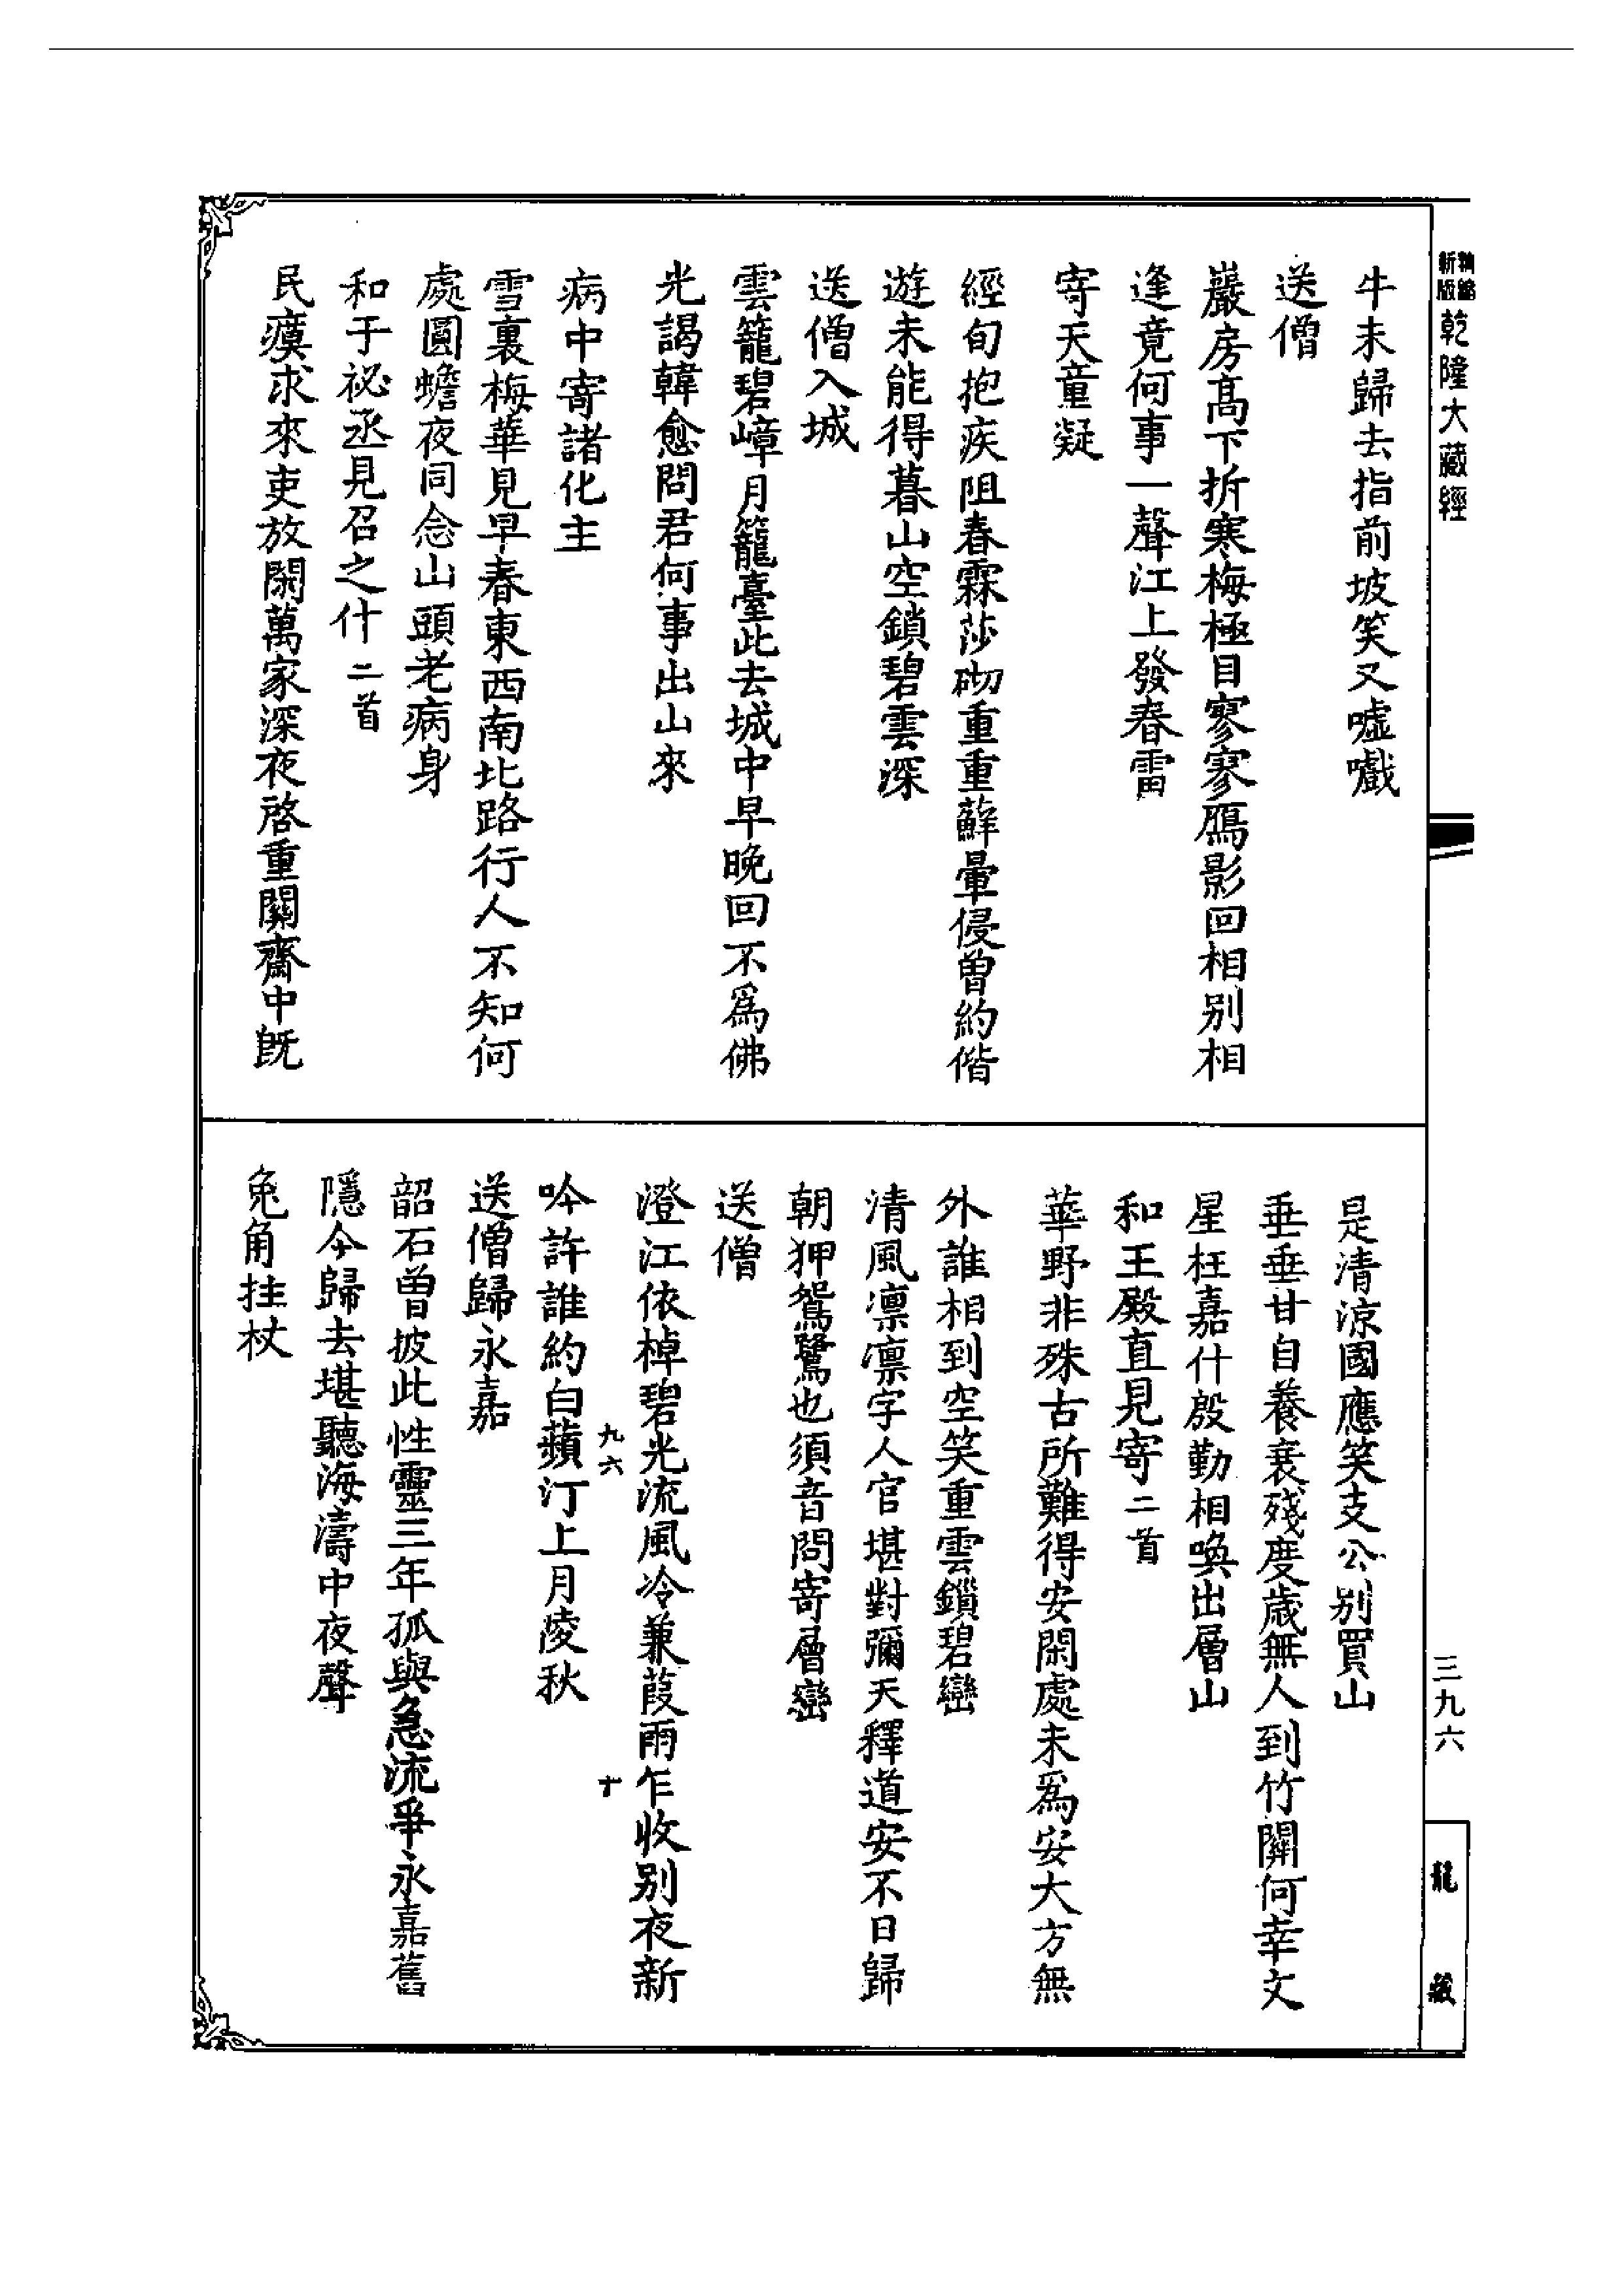 精縮新版乾隆大藏經
三九六
龍藏
牛未歸去指前坡笑又噓嚱
送僧
巖房髙下折寒梅極目寥寥鴈影回相别相
逢竟何事一聲江上發春雷
寄天童凝
經旬抱疾阻春霖莎砌重重蘚暈侵曽約偕
遊未能得暮山空鎖碧雲深
送僧入城
雲籠碧嶂月籠臺此去城中早晚回不爲佛
光謁韓愈問君何事出山來
病中寄諸化主
雪裏梅華見早春東西南北路行人不知何
處圓蟾夜同念山頭老病身
和于祕丞見召之什二首
民瘼求來吏放閑萬家深夜啓重關齋中旣
是清涼國應笑支公别買山
垂垂甘自養衰殘度歲無人到竹關何幸文
星枉嘉什慇勤相喚出層山
和王殿直見寄二首
華野非殊古所難得安閑處未爲安大方無
外誰相到空笑重雲鎻碧巒
清風凛凛字人官堪對彌天釋道安不日歸
朝狎鴛鷺也須音問寄層巒
送僧
澄江依棹碧光流風冷蒹葭雨乍收别夜新
九六
十
吟許誰約白蘋汀上月凌秋
送僧歸永嘉
韶石曽披此性靈三年孤與急流爭永嘉舊
隱今歸去堪聽海濤中夜聲
兔角拄杖